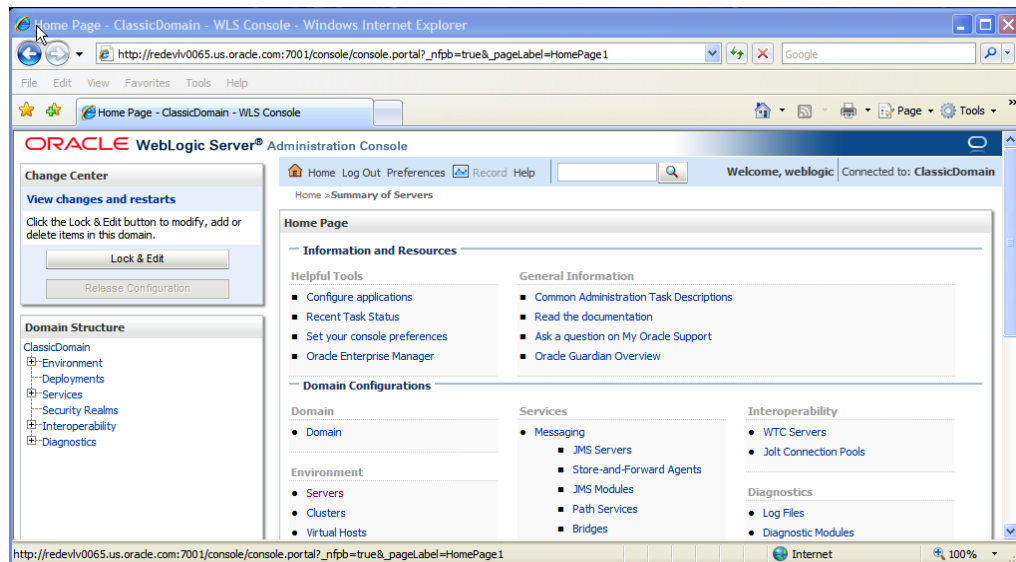 Home Page - ClassicDomain - WLS Console - Windows Internet Explorer
http://redevlv0065.us.oracle.com:7001/console/console.portal?_nfpb=true&_pageLabel=HomePage1
Google
File Edit View Favorites Tools Help
Home Page - ClassicDomain - WLS Console
Page Tools »
ORACLE WebLogic Server® Administration Console
Change Center
View changes and restarts
Click the Lock & Edit button to modify, add or
delete items in this domain.
Lock & Edit
Release Configuration
Domain Structure
ClassicDomain
Environment
Deployments
Services
Security Realms
Interoperability
Diagnostics
Home Log Out Preferences Record Help
Welcome, weblogic Connected to: ClassicDomain
Home >Summary of Servers
Home Page
Information and Resources
Helpful Tools
Configure applications
Recent Task Status
Set your console preferences
Oracle Enterprise Manager
General Information
Common Administration Task Descriptions
Read the documentation
Ask a question on My Oracle Support
Oracle Guardian Overview
Domain Configurations
Domain
Domain
Environment
Servers
Clusters
Virtual Hosts
Services
Messaging
JMS Servers
Store-and-Forward Agents
JMS Modules
Path Services
Bridges
Interoperability
WTC Servers
Jolt Connection Pools
Diagnostics
Log Files
Diagnostic Modules
http://redevlv0065.us.oracle.com:7001/console/console.portal?_nfpb=true&_pageLabel=HomePage1
Internet
100%